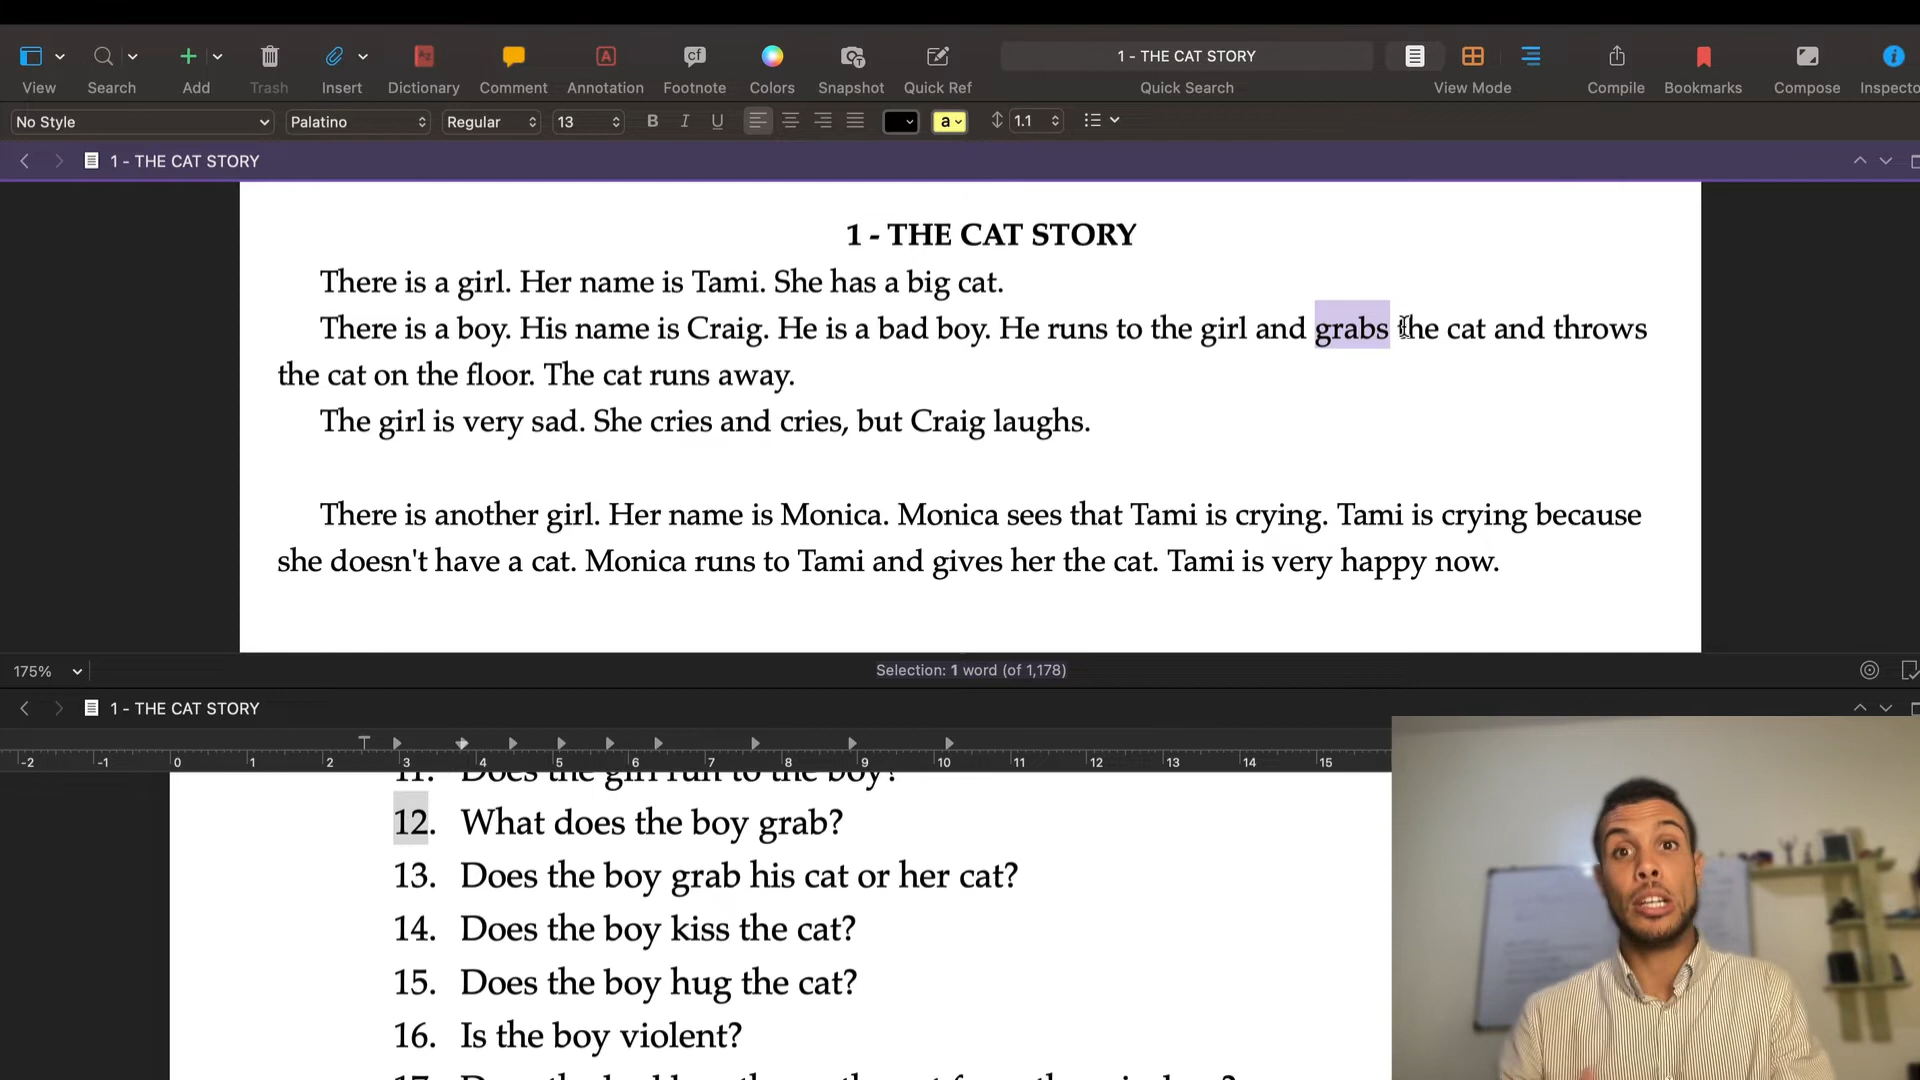 View
Search
Add
Trash
Insert
Dictionary
Comment
Annotation
Footnote
Colors
Snapshot
Quick Ref
1 - THE CAT STORY
Quick Search
View Mode
Compile
Bookmarks
Compose
Inspecto
No Style
Palatino
Regular
13
B I U
a
1.1
1 - THE CAT STORY
1 - THE CAT STORY
There is a girl. Her name is Tami. She has a big cat.
There is a boy. His name is Craig. He is a bad boy. He runs to the girl and grabs the cat and throws
the cat on the floor. The cat runs away.
The girl is very sad. She cries and cries, but Craig laughs.
There is another girl. Her name is Monica. Monica sees that Tami is crying. Tami is crying because
she doesn't have a cat. Monica runs to Tami and gives her the cat. Tami is very happy now.
175%
Selection: 1 word (of 1,178)
1 - THE CAT STORY
-2 -1 0 1 2 3 4 5 6 7 8 9 10 11 12 13 14 15
11. Does the girl run to the boy?
12. What does the boy grab?
13. Does the boy grab his cat or her cat?
14. Does the boy kiss the cat?
15. Does the boy hug the cat?
16. Is the boy violent?